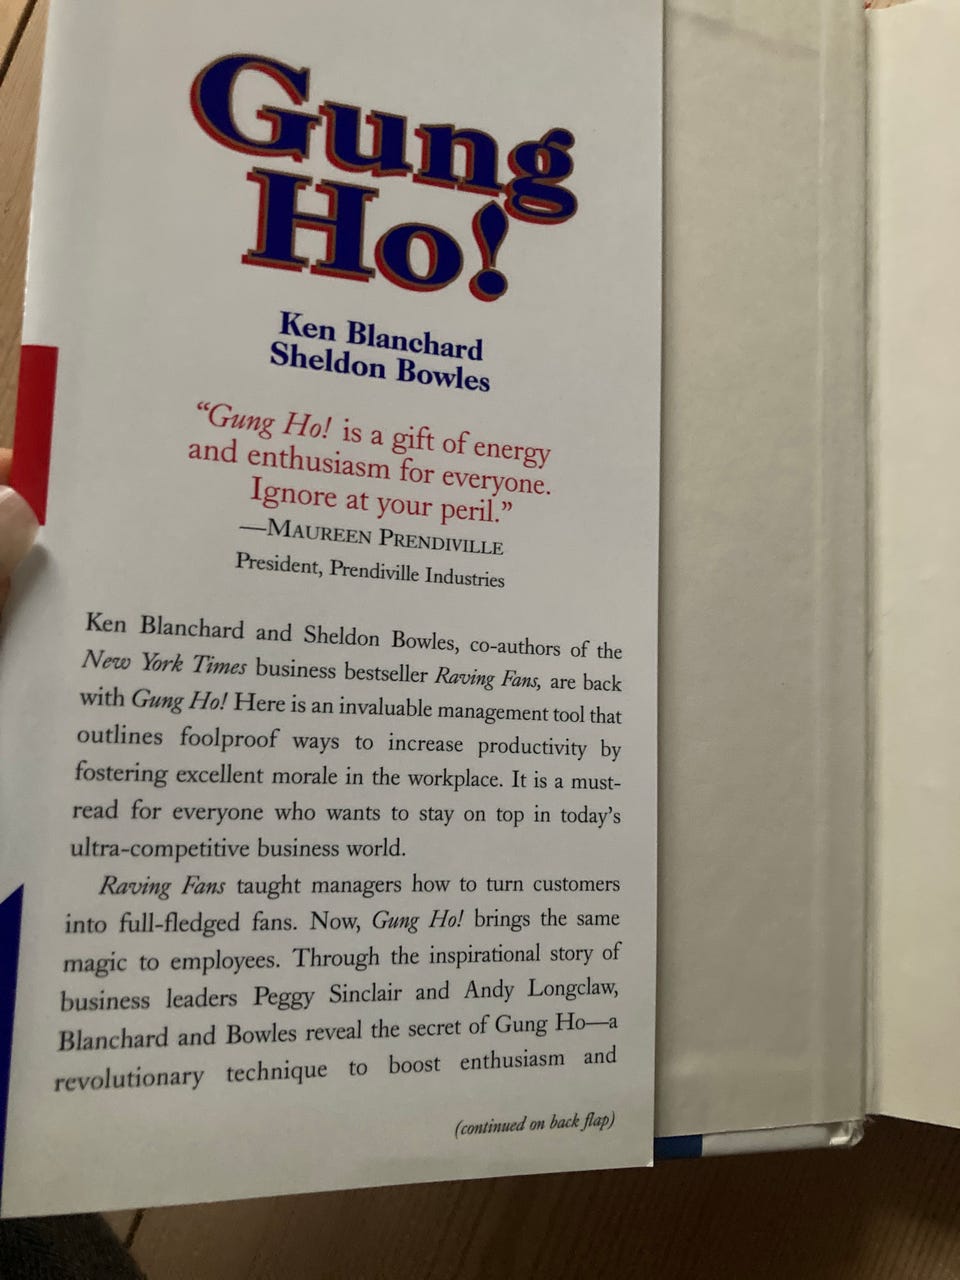 Gung
Ho!
Ken Blanchard
Sheldon Bowles
“Gung Ho! is a gift of energy
and enthusiasm for everyone.
Ignore at your peril.”
—MAUREEN PRENDIVILLE
President, Prendiville Industries
Ken Blanchard and Sheldon Bowles, co-authors of the
New York Times business bestseller Raving Fans, are back
with Gung Ho! Here is an invaluable management tool that
outlines foolproof ways to increase productivity by
fostering excellent morale in the workplace. It is a must-
read for everyone who wants to stay on top in today’s
ultra-competitive business world.
Raving Fans taught managers how to turn customers
into full-fledged fans. Now, Gung Ho! brings the same
magic to employees. Through the inspirational story of
business leaders Peggy Sinclair and Andy Longclaw,
Blanchard and Bowles reveal the secret of Gung Ho—a
revolutionary technique to boost enthusiasm and
(continued on back flap)